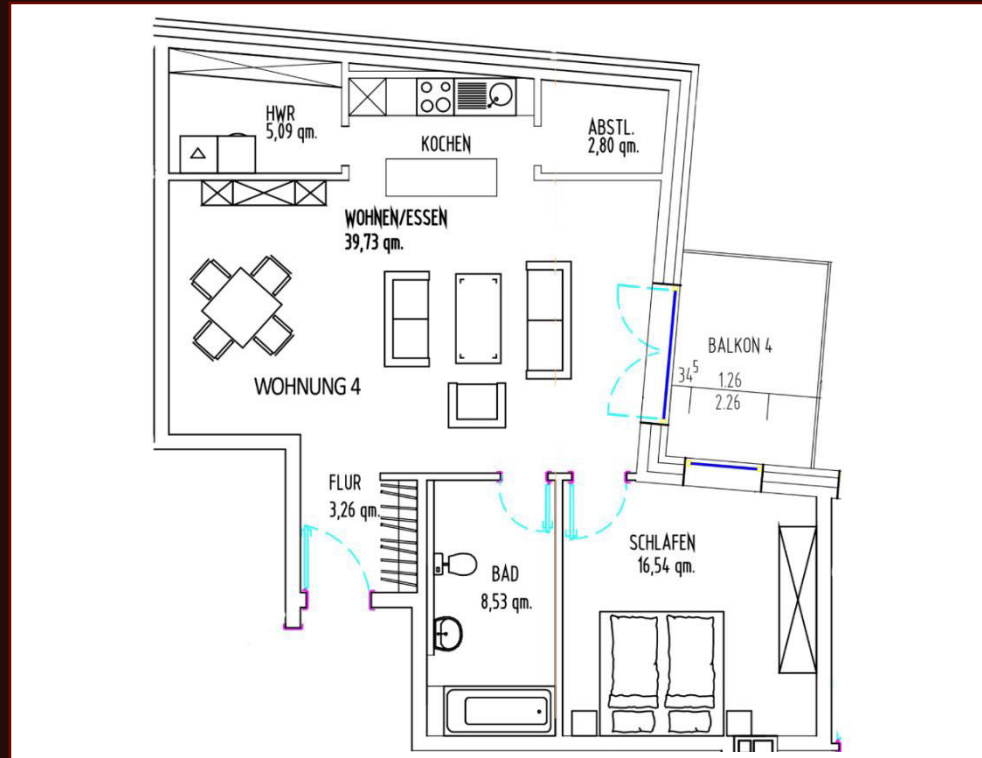 HWR
5,09 qm.
KOCHEN
ABSTL.
2,80 qm.
WOHNEN/ESSEN
39,73 qm.
BALKON 4
34⁵ 1.26
2.26
WOHNUNG 4
FLUR
3,26 qm.
BAD
8,53 qm.
SCHLAFEN
16,54 qm.